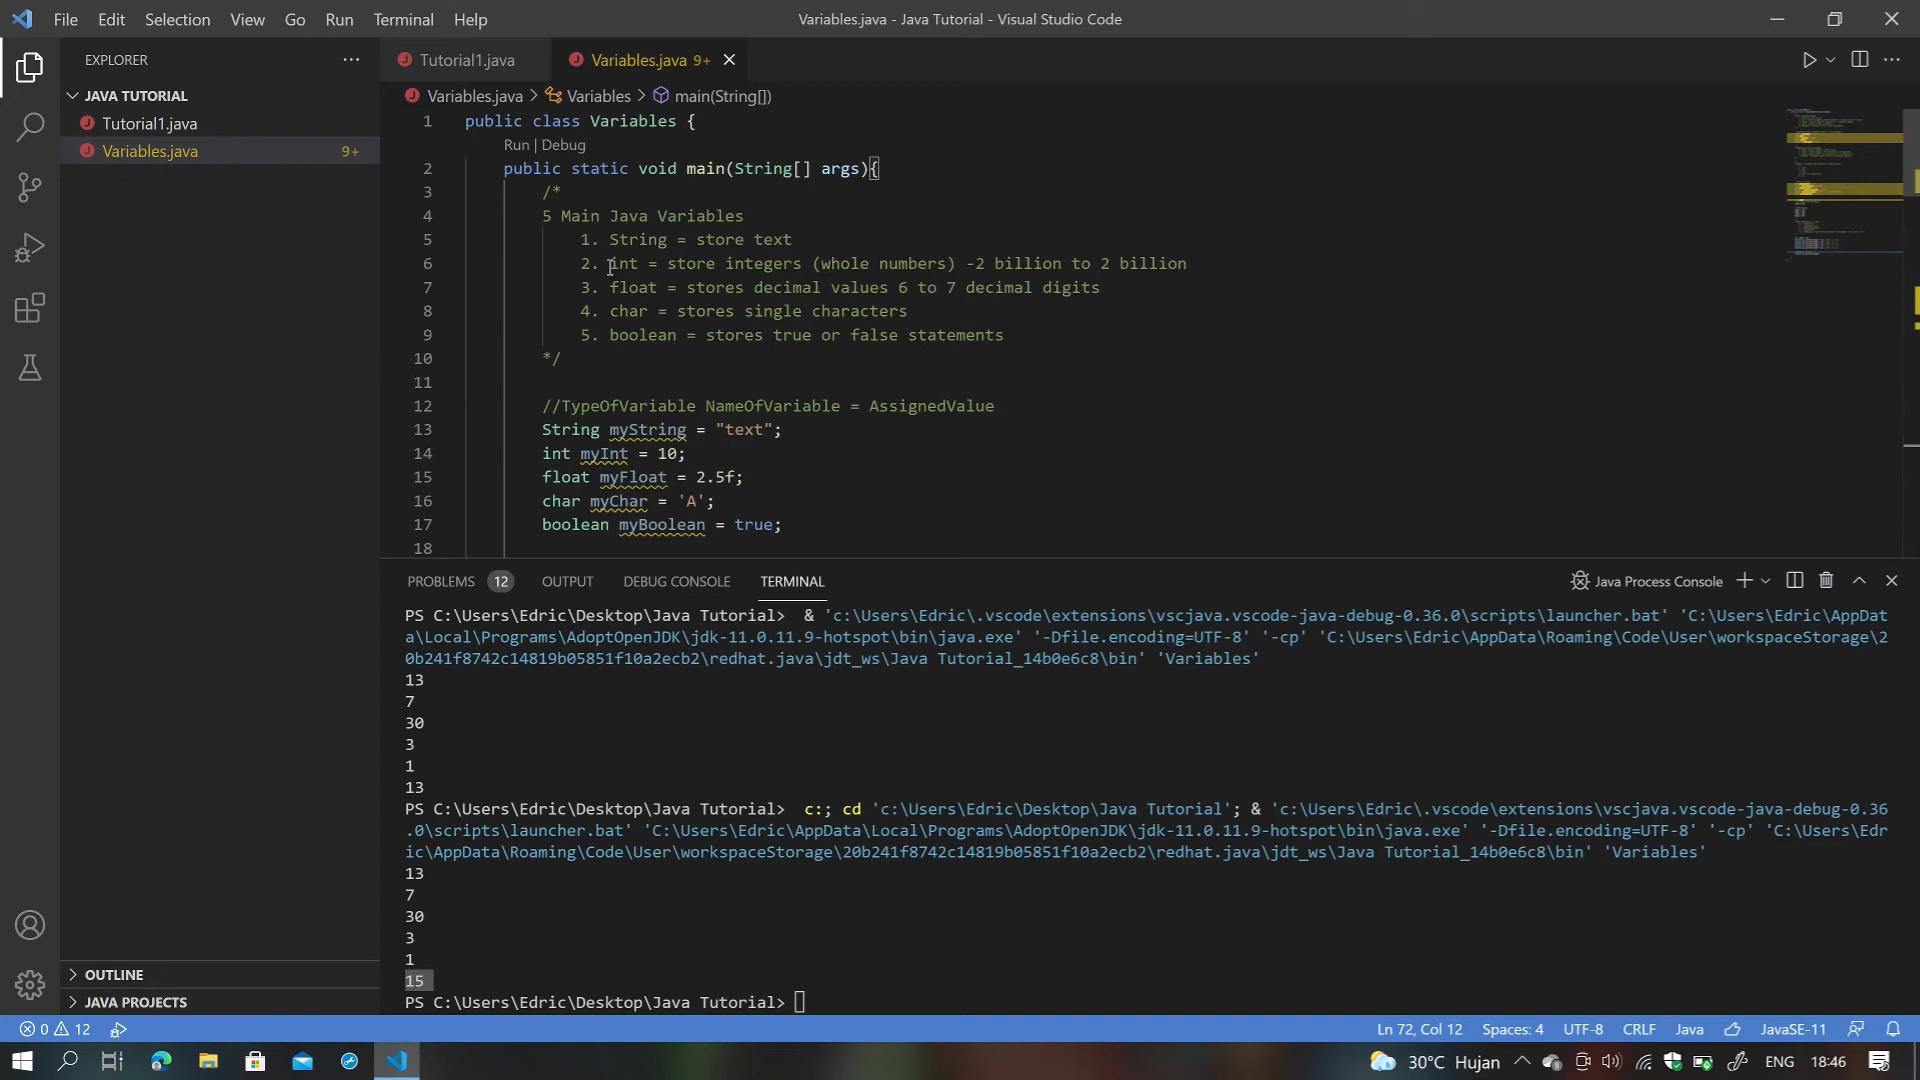 File Edit Selection View Go Run Terminal Help
Variables.java - Java Tutorial - Visual Studio Code
EXPLORER
JAVA TUTORIAL
Tutorial1.java
Variables.java 9+
OUTLINE
JAVA PROJECTS
Tutorial1.java Variables.java 9+
Variables.java > Variables > main(String[])
1 public class Variables {
Run | Debug
2 public static void main(String[] args){
3 /*
4 5 Main Java Variables
5 1. String = store text
6 2. int = store integers (whole numbers) -2 billion to 2 billion
7 3. float = stores decimal values 6 to 7 decimal digits
8 4. char = stores single characters
9 5. boolean = stores true or false statements
10 */
11
12 //TypeOfVariable NameOfVariable = AssignedValue
13 String myString = "text";
14 int myInt = 10;
15 float myFloat = 2.5f;
16 char myChar = 'A';
17 boolean myBoolean = true;
18
PROBLEMS 12 OUTPUT DEBUG CONSOLE TERMINAL Java Process Console
PS C:\Users\Edric\Desktop\Java Tutorial> & 'c:\Users\Edric\.vscode\extensions\vscjava.vscode-java-debug-0.36.0\scripts\launcher.bat' 'C:\Users\Edric\AppDat
a\Local\Programs\AdoptOpenJDK\jdk-11.0.11.9-hotspot\bin\java.exe' '-Dfile.encoding=UTF-8' '-cp' 'C:\Users\Edric\AppData\Roaming\Code\User\workspaceStorage\2
0b241f8742c14819b05851f10a2ecb2\redhat.java\jdt_ws\Java Tutorial_14b0e6c8\bin' 'Variables'
13
7
30
3
1
13
PS C:\Users\Edric\Desktop\Java Tutorial> c:; cd 'c:\Users\Edric\Desktop\Java Tutorial'; & 'c:\Users\Edric\.vscode\extensions\vscjava.vscode-java-debug-0.36
.0\scripts\launcher.bat' 'C:\Users\Edric\AppData\Local\Programs\AdoptOpenJDK\jdk-11.0.11.9-hotspot\bin\java.exe' '-Dfile.encoding=UTF-8' '-cp' 'C:\Users\Edr
ic\AppData\Roaming\Code\User\workspaceStorage\20b241f8742c14819b05851f10a2ecb2\redhat.java\jdt_ws\Java Tutorial_14b0e6c8\bin' 'Variables'
13
7
30
3
1
15
PS C:\Users\Edric\Desktop\Java Tutorial>
0 12 Ln 72, Col 12 Spaces: 4 UTF-8 CRLF Java JavaSE-11
30°C Hujan ENG 18:46